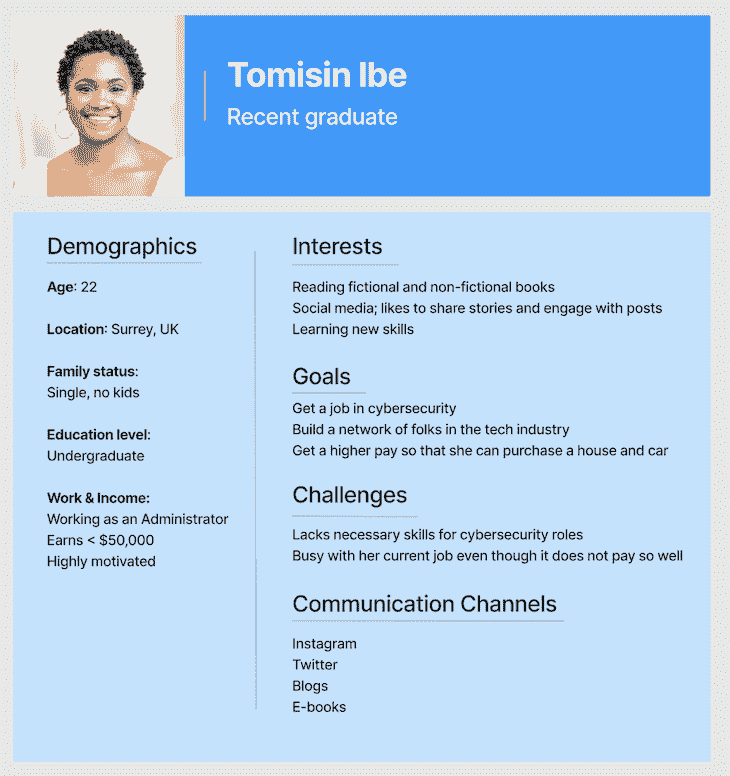 Tomisin Ibe
Recent graduate
Demographics
Age: 22
Location: Surrey, UK
Family status:
Single, no kids
Education level:
Undergraduate
Work & Income:
Working as an Administrator
Earns < $50,000
Highly motivated
Interests
Reading fictional and non-fictional books
Social media; likes to share stories and engage with posts
Learning new skills
Goals
Get a job in cybersecurity
Build a network of folks in the tech industry
Get a higher pay so that she can purchase a house and car
Challenges
Lacks necessary skills for cybersecurity roles
Busy with her current job even though it does not pay so well
Communication Channels
Instagram
Twitter
Blogs
E-books